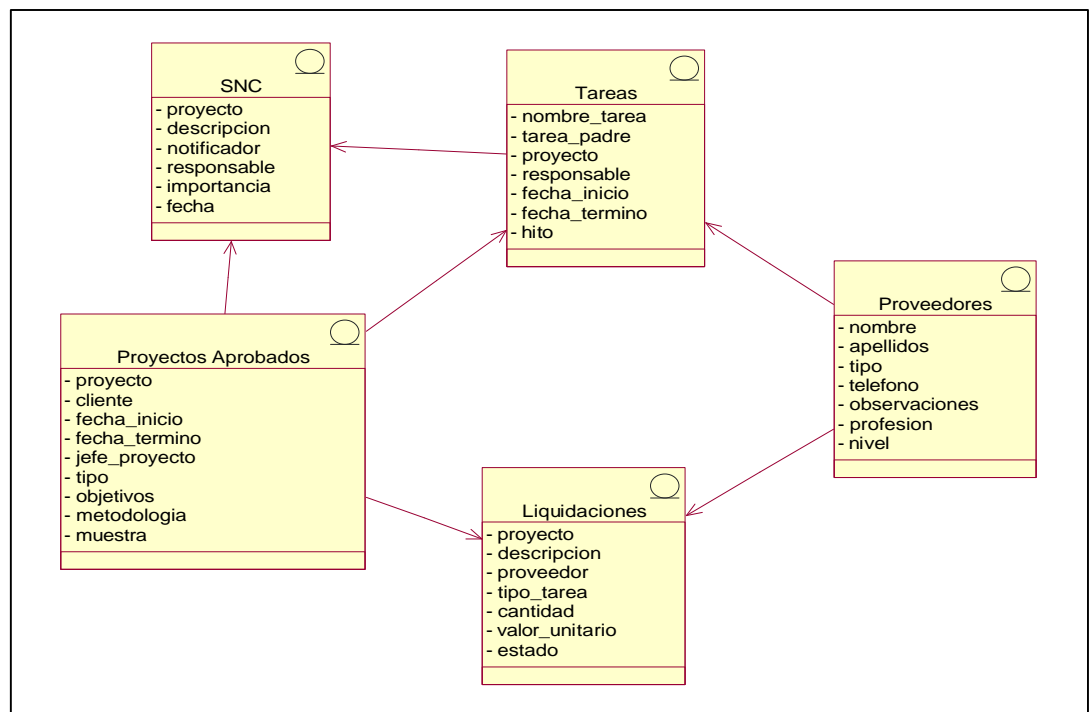 SNC
- proyecto
- descripcion
- notificador
- responsable
- importancia
- fecha
Tareas
- nombre_tarea
- tarea_padre
- proyecto
- responsable
- fecha_inicio
- fecha_termino
- hito
Proveedores
- nombre
- apellidos
- tipo
- telefono
- observaciones
- profesion
- nivel
Proyectos Aprobados
- proyecto
- cliente
- fecha_inicio
- fecha_termino
- jefe_proyecto
- tipo
- objetivos
- metodologia
- muestra
Liquidaciones
- proyecto
- descripcion
- proveedor
- tipo_tarea
- cantidad
- valor_unitario
- estado